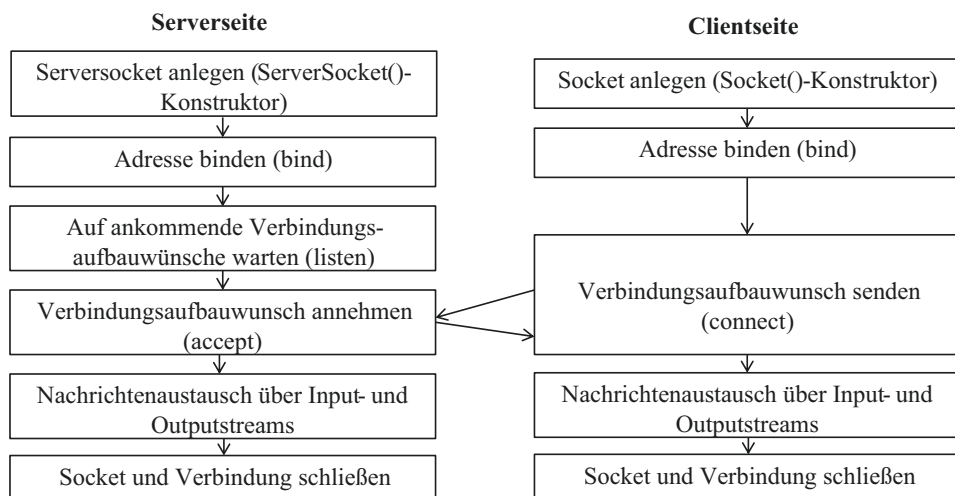 Serverseite
Serversocket anlegen (ServerSocket()-
Konstruktor)
Adresse binden (bind)
Auf ankommende Verbindungs-
aufbauwünsche warten (listen)
Verbindungsaufbauwunsch annehmen
(accept)
Nachrichtenaustausch über Input- und
Outputstreams
Socket und Verbindung schließen
Clientseite
Socket anlegen (Socket()-Konstruktor)
Adresse binden (bind)
Verbindungsaufbauwunsch senden
(connect)
Nachrichtenaustausch über Input- und
Outputstreams
Socket und Verbindung schließen